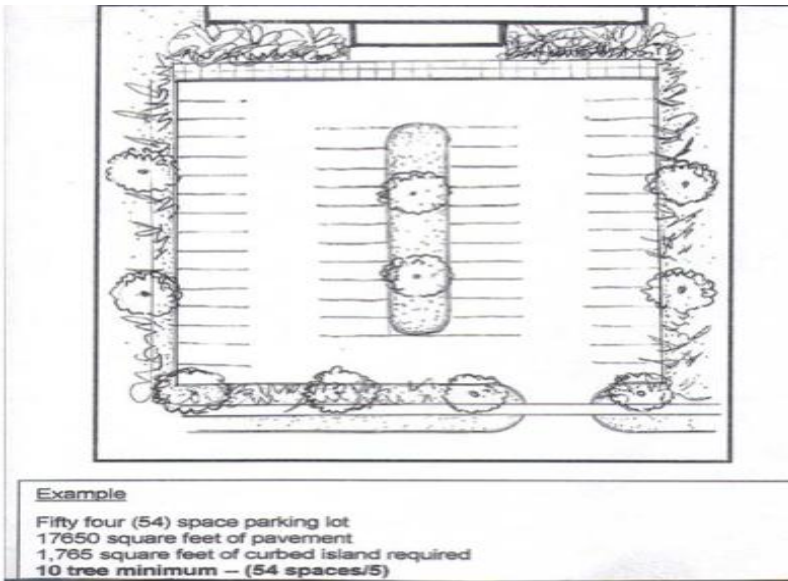 Example
Fifty four (54) space parking lot
17650 square feet of pavement
1,765 square feet of curbed island required
10 tree minimum – (54 spaces/5)